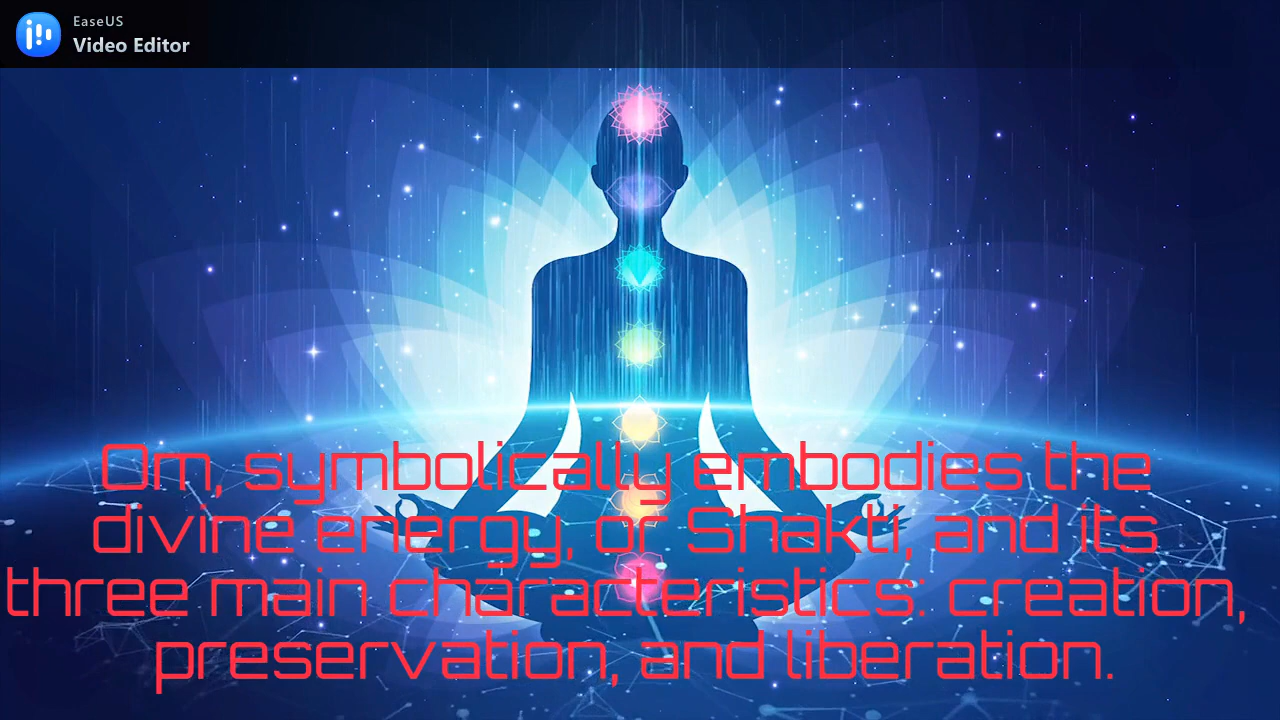 EaseUS
Video Editor
Om, symbolically embodies the
divine energy, or Shakti, and its
three main characteristics: creation,
preservation, and liberation.